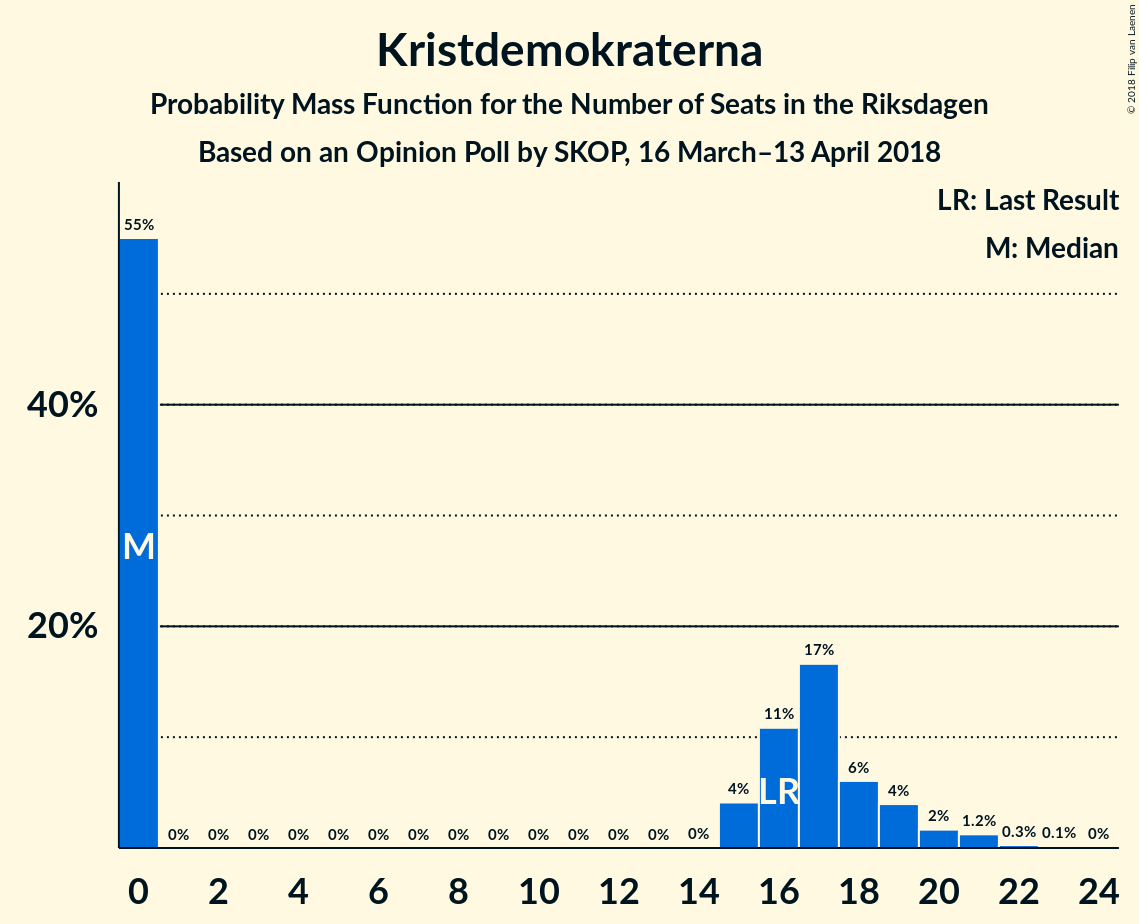 Kristdemokraterna
Probability Mass Function for the Number of Seats in the Riksdagen
Based on an Opinion Poll by SKOP, 16 March–13 April 2018
© 2018 Filip van Laenen
LR: Last Result
M: Median
55%
40%
M
20%
17%
11%
6%
4%
LR
4%
2%
1.2%
0% 0% 0% 0% 0% 0% 0% 0% 0% 0% 0% 0% 0% 0% 0.3% 0.1% 0%
0 2 4 6 8 10 12 14 16 18 20 22 24